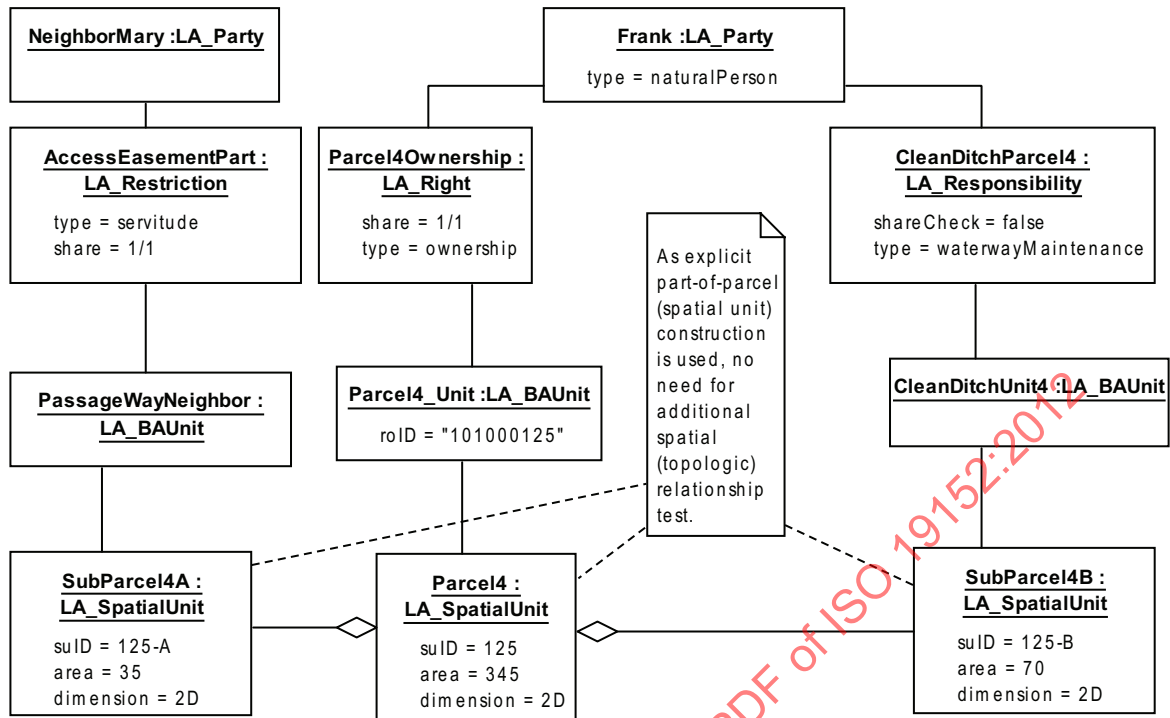 NeighborMary :LA_Party
Frank :LA_Party
type = naturalPerson
AccessEasementPart :
LA_Restriction
type = servitude
share = 1/1
Parcel4Ownership :
LA_Right
share = 1/1
type = ownership
CleanDitchParcel4 :
LA_Responsibility
shareCheck = false
type = waterwayMaintenance
As explicit
part-of-parcel
(spatial unit)
construction
is used, no
need for
additional
spatial
(topologic)
relationship
test.
PassageWayNeighbor :
LA_BAUnit
Parcel4_Unit :LA_BAUnit
roID = "101000125"
CleanDitchUnit4 :LA_BAUnit
SubParcel4A :
LA_SpatialUnit
suID = 125-A
area = 35
dimension = 2D
Parcel4 :
LA_SpatialUnit
suID = 125
area = 345
dimension = 2D
SubParcel4B :
LA_SpatialUnit
suID = 125-B
area = 70
dimension = 2D
PDF of ISO 19152:2012